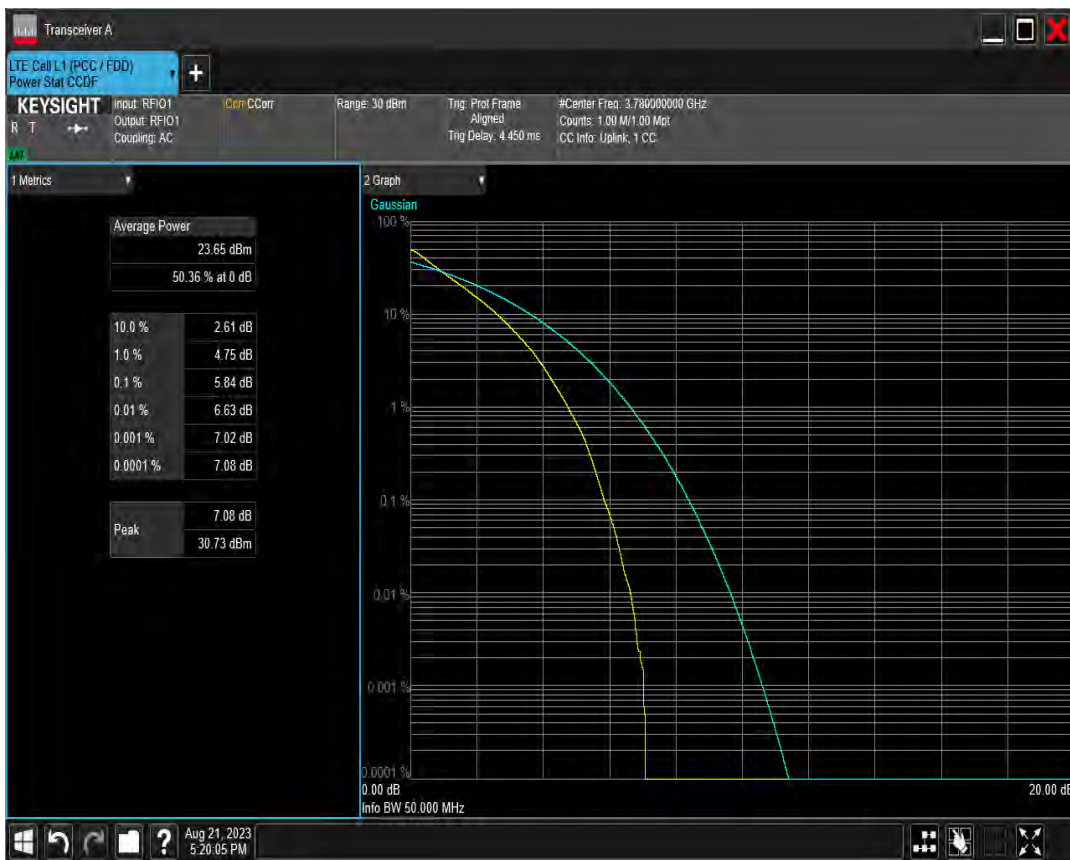 Transceiver A
LTE Cell L1 (PCC / FDD)
Power Stat CCDF
+
KEYSIGHT
R T
LNI
Input: RFIO1
Output: RFIO1
Coupling: AC
Corr CCorr
Range: 30 dBm
Trig: Prot Frame
Aligned
Trig Delay: 4.450 ms
#Center Freq: 3.780000000 GHz
Counts: 1.00 M/1.00 Mpt
CC Info: Uplink, 1 CC
1 Metrics
Average Power
23.65 dBm
50.36 % at 0 dB
10.0 % 2.61 dB
1.0 % 4.75 dB
0.1 % 5.84 dB
0.01 % 6.63 dB
0.001 % 7.02 dB
0.0001 % 7.08 dB
Peak
7.08 dB
30.73 dBm
2 Graph
Gaussian
100 %
10 %
1 %
0.1 %
0.01 %
0.001 %
0.0001 %
0.00 dB
20.00 dB
Info BW 50.000 MHz
?
Aug 21, 2023
5:20:05 PM